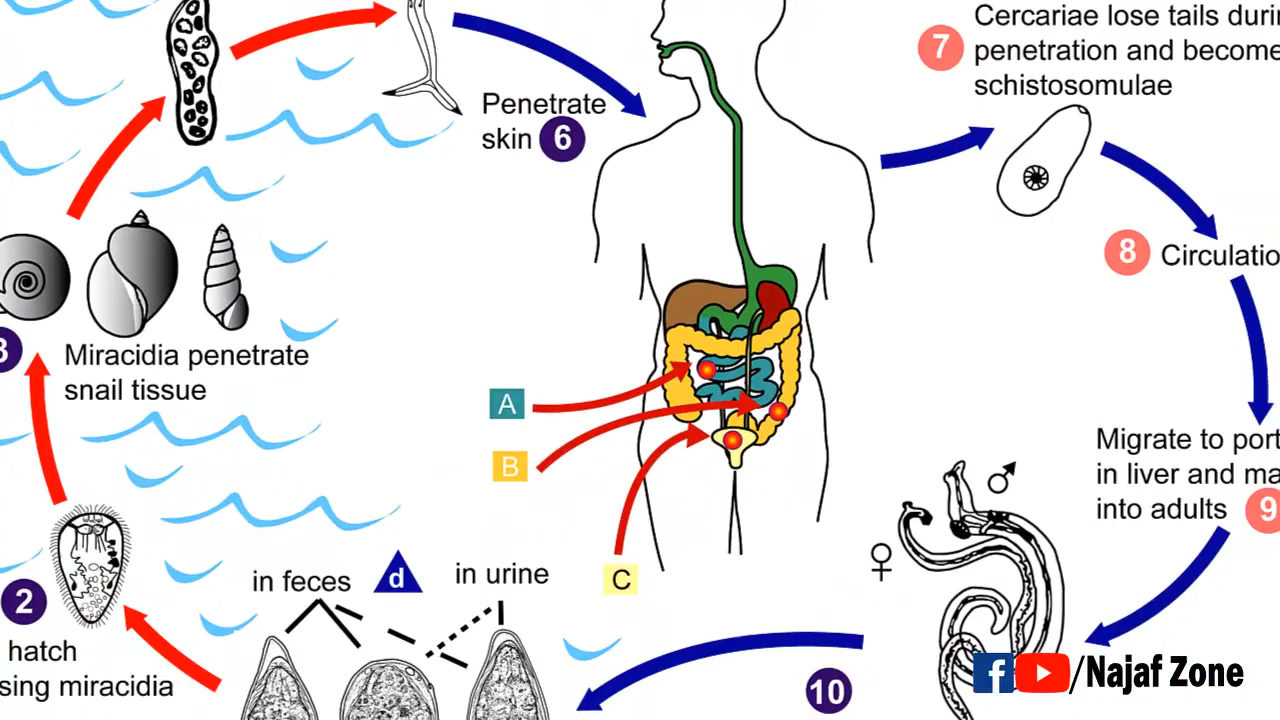 Cercariae lose tails duri
penetration and become
schistosomulae
7
Penetrate
skin 6
8 Circulatio
3
Miracidia penetrate
snail tissue
A
B
C
Migrate to port
in liver and ma
into adults 9
♂
♀
2
hatch
sing miracidia
in feces
d
in urine
10
f /Najaf Zone